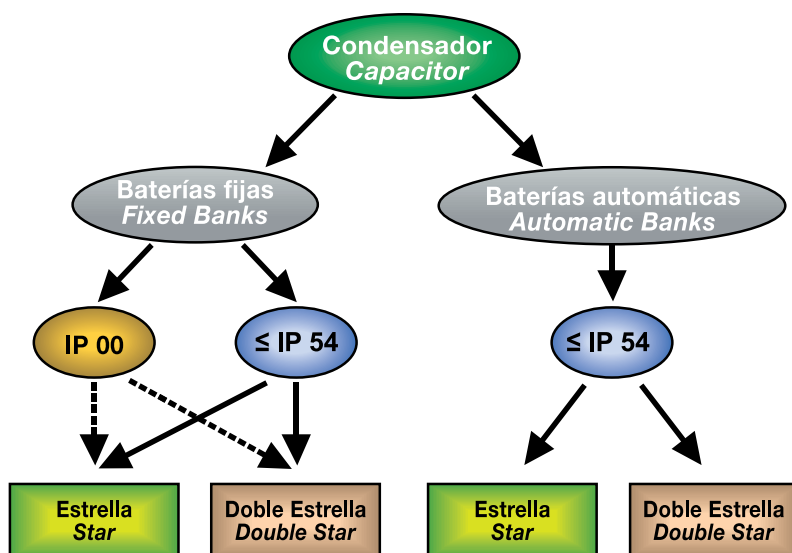 Condensador
Capacitor
Baterías fijas
Fixed Banks
Baterías automáticas
Automatic Banks
IP 00
≤ IP 54
≤ IP 54
Estrella
Star
Doble Estrella
Double Star
Estrella
Star
Doble Estrella
Double Star